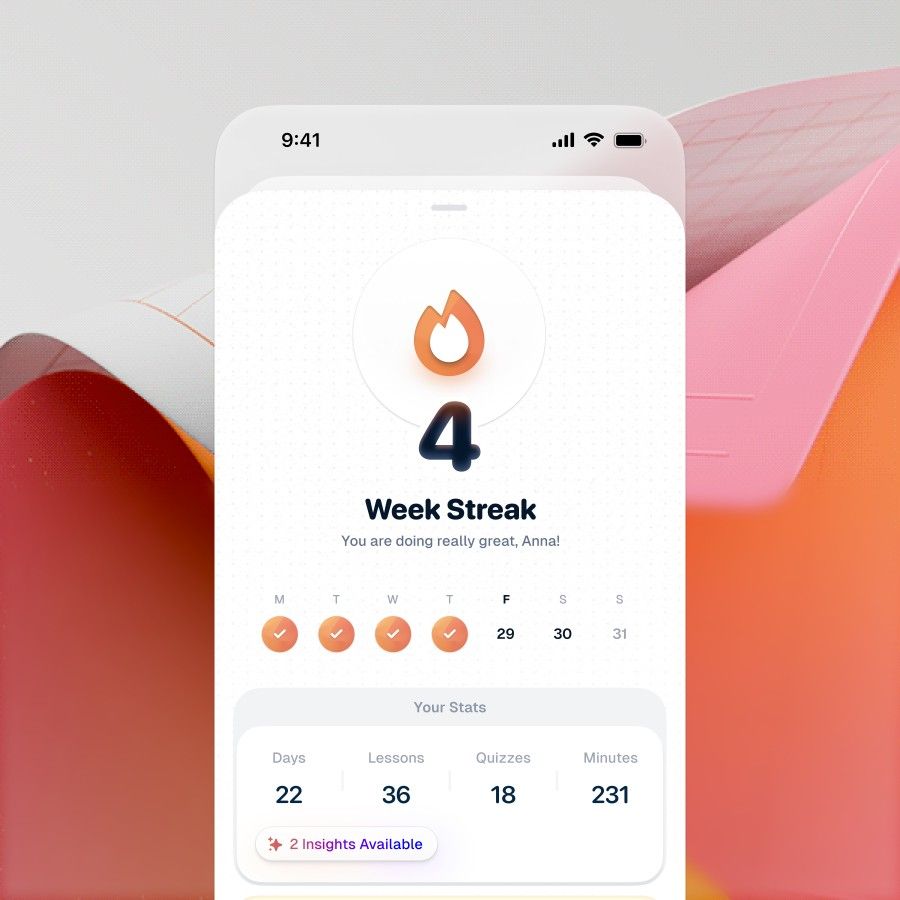 9:41
4
Week Streak
You are doing really great, Anna!
M T W T F S S
29 30 31
Your Stats
Days Lessons Quizzes Minutes
22 36 18 231
2 Insights Available